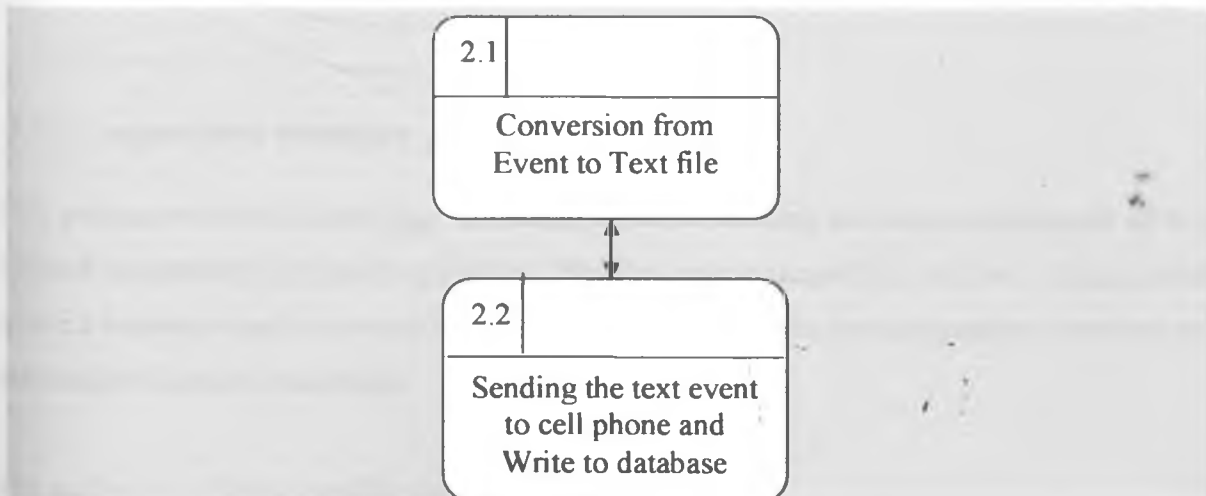 2.1
Conversion from
Event to Text file
2.2
Sending the text event
to cell phone and
Write to database